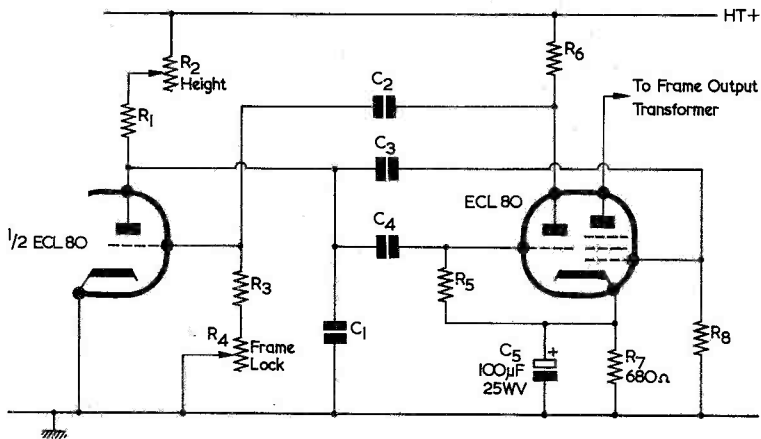 HT+
R2
Height
R6
To Frame Output
Transformer
C2
R1
C3
ECL 80
1/2 ECL 80
C4
R3
R5
R4
Frame
Lock
C1
C5
+
100µF
25WV
R7
680Ω
R8